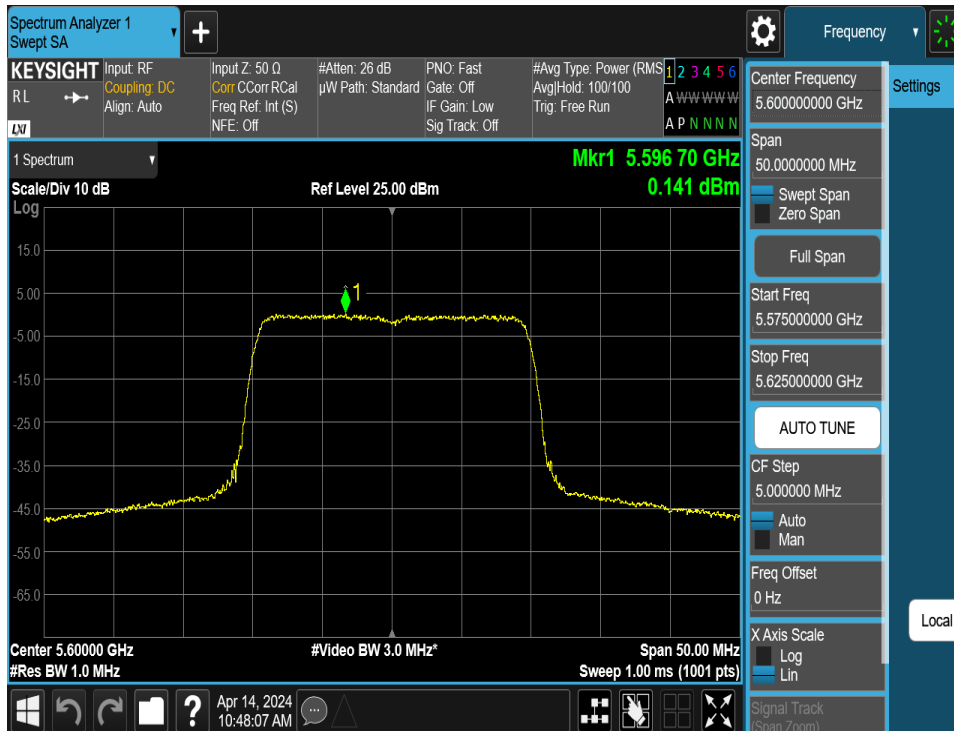 Spectrum Analyzer 1
Swept SA
+
Frequency
KEYSIGHT
R L
LXI
Input: RF
Coupling: DC
Align: Auto
Input Z: 50 Ω
Corr CCorr RCal
Freq Ref: Int (S)
NFE: Off
#Atten: 26 dB
µW Path: Standard
PNO: Fast
Gate: Off
IF Gain: Low
Sig Track: Off
#Avg Type: Power (RMS
Avg|Hold: 100/100
Trig: Free Run
1 2 3 4 5 6
A W W W W W
A P N N N N
1 Spectrum
Mkr1 5.596 70 GHz
0.141 dBm
Scale/Div 10 dB
Ref Level 25.00 dBm
Log
15.0
5.00
-5.00
-15.0
-25.0
-35.0
-45.0
-55.0
-65.0
1
Center 5.60000 GHz
#Video BW 3.0 MHz*
Span 50.00 MHz
#Res BW 1.0 MHz
Sweep 1.00 ms (1001 pts)
Center Frequency
5.600000000 GHz
Span
50.0000000 MHz
Swept Span
Zero Span
Full Span
Start Freq
5.575000000 GHz
Stop Freq
5.625000000 GHz
AUTO TUNE
CF Step
5.000000 MHz
Auto
Man
Freq Offset
0 Hz
X Axis Scale
Log
Lin
Signal Track
(Span Zoom)
Settings
Local
?
Apr 14, 2024
10:48:07 AM